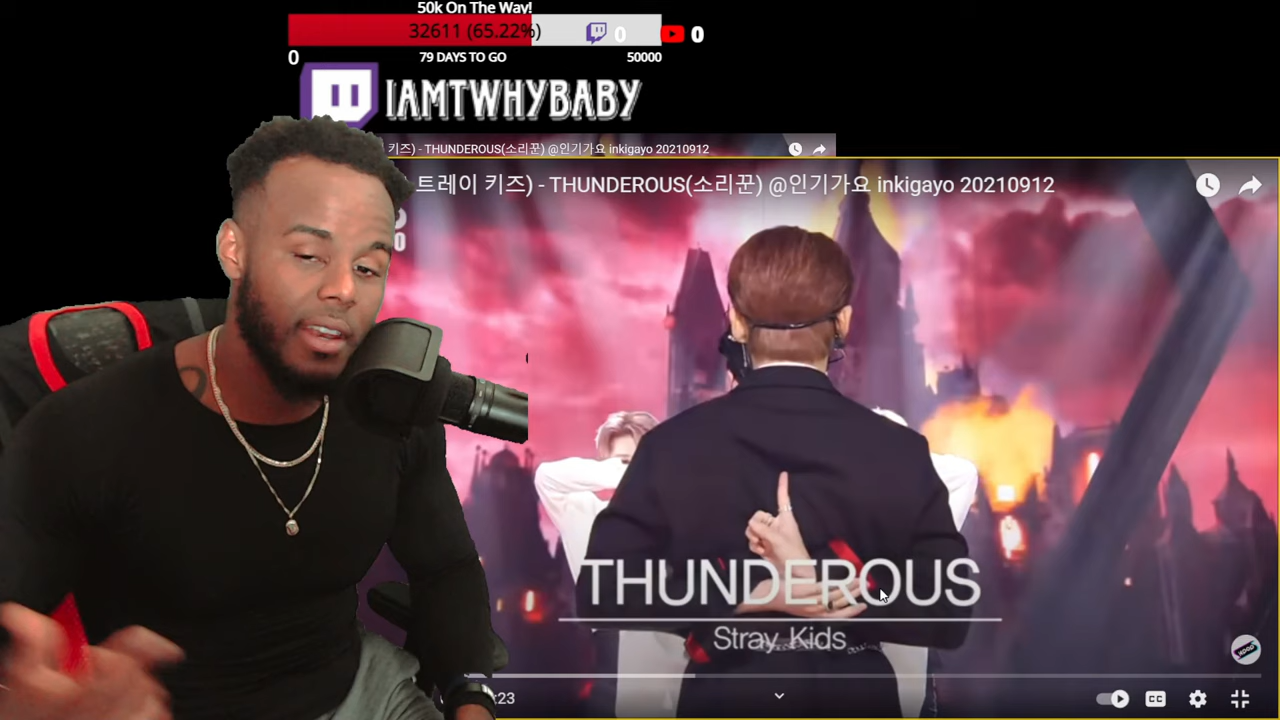 50k On The Way!
32611 (65.22%)
0
0
0
79 DAYS TO GO
50000
IAMTWHYBABY
키즈) - THUNDEROUS(소리꾼) @인기가요 inkigayo 20210912
트레이 키즈) - THUNDEROUS(소리꾼) @인기가요 inkigayo 20210912
THUNDEROUS
Stray Kids
:23
CC